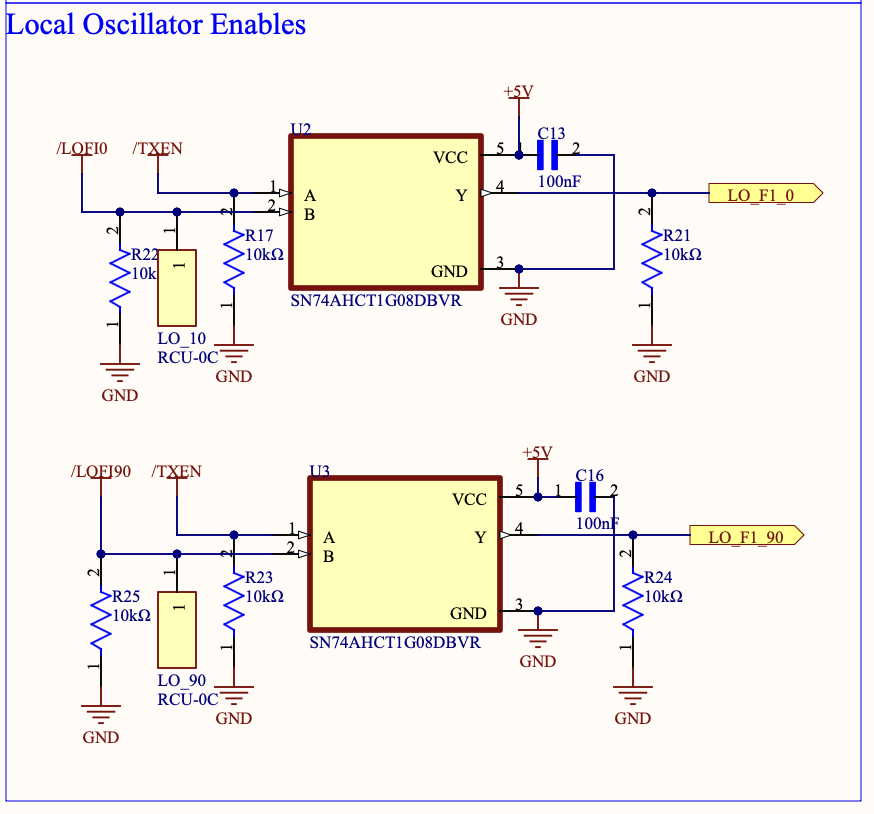 Local Oscillator Enables
+5V
/LOFI0 /TXEN U2 C13
VCC 5 1 2
100nF
1 A Y 4 LO_F1_0
2 B
2 1 2 R17 2 R21
R22 10kΩ 10kΩ
10k 1 GND 3
1 1 SN74AHCT1G08DBVR GND 1
LO_10
RCU-0C
GND GND GND
+5V
/LOFI90 /TXEN U3 C16
VCC 5 1 2
100nF
1 A Y 4 LO_F1_90
2 B
2 1 2 R23 2 R24
R25 10kΩ 10kΩ
10kΩ 1 GND 3
1 1 SN74AHCT1G08DBVR GND 1
LO_90
RCU-0C
GND GND GND